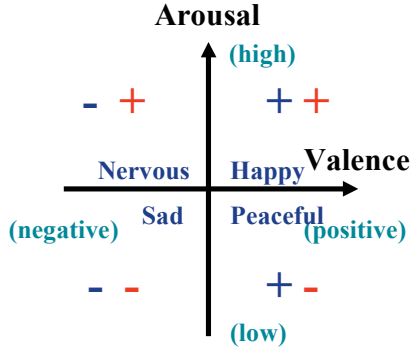 Arousal
(high)
- + + +
Nervous Happy Valence
Sad Peaceful
(negative) (positive)
- - + -
(low)